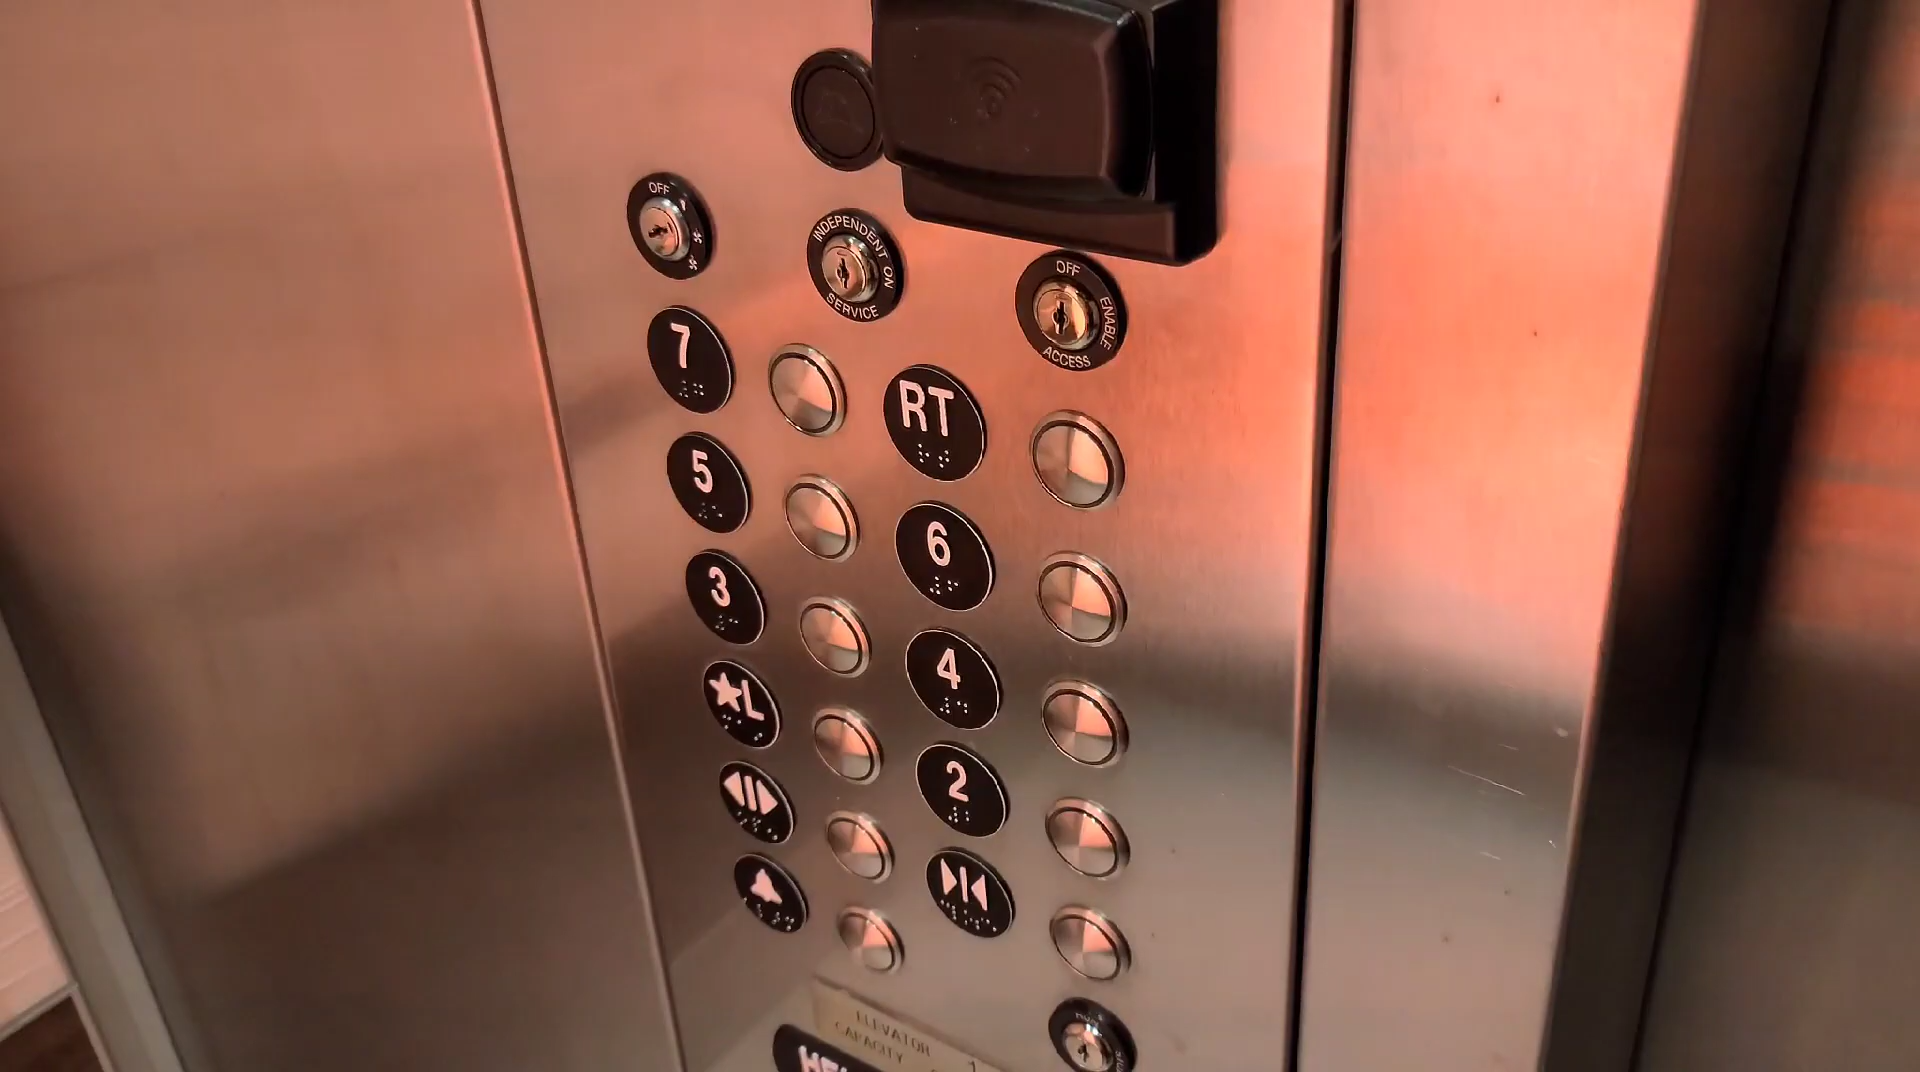 OFF
INDEPENDENT ON
SERVICE
OFF
ENABLE
ACCESS
7
RT
5
6
3
4
★L
2
ELEVATOR
CAPACITY